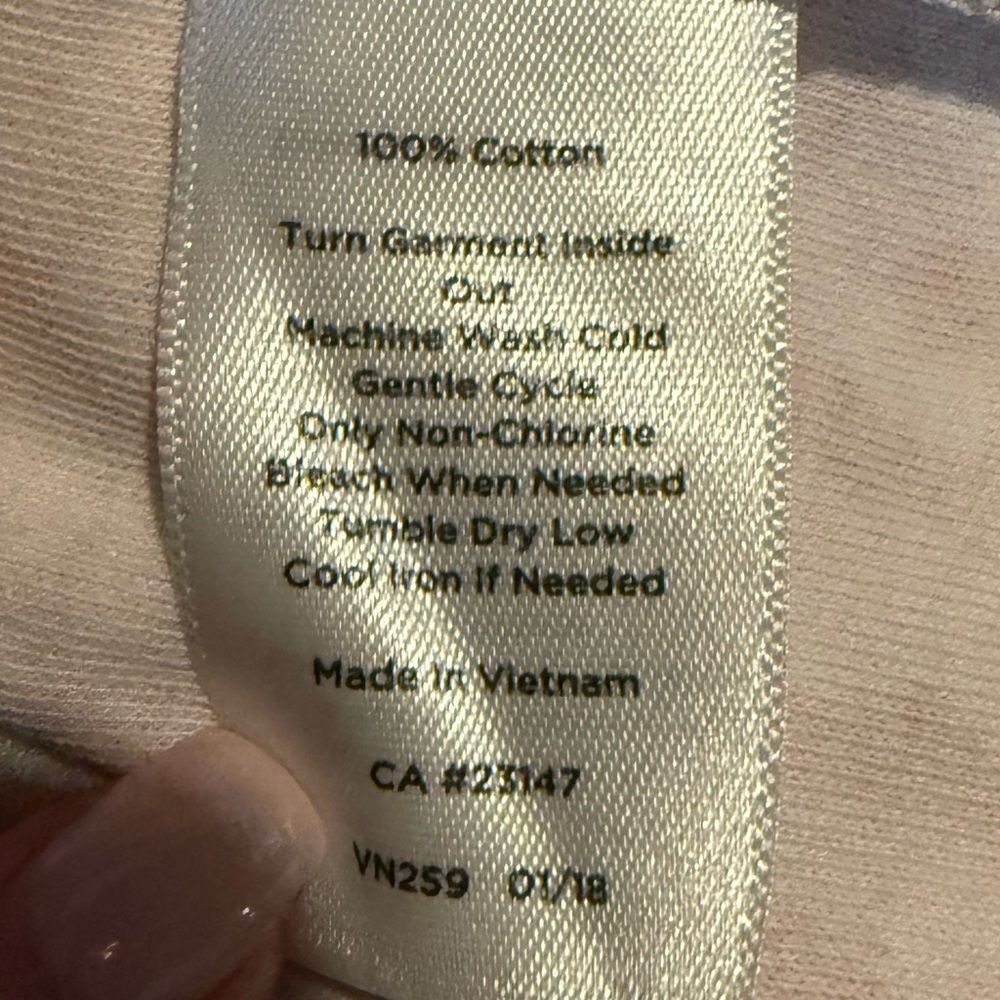 100% Cotton
Turn Garment Inside
Out
Machine Wash Cold
Gentle Cycle
Only Non-Chlorine
Bleach When Needed
Tumble Dry Low
Cool Iron If Needed
Made In Vietnam
CA #23147
VN259 01/18